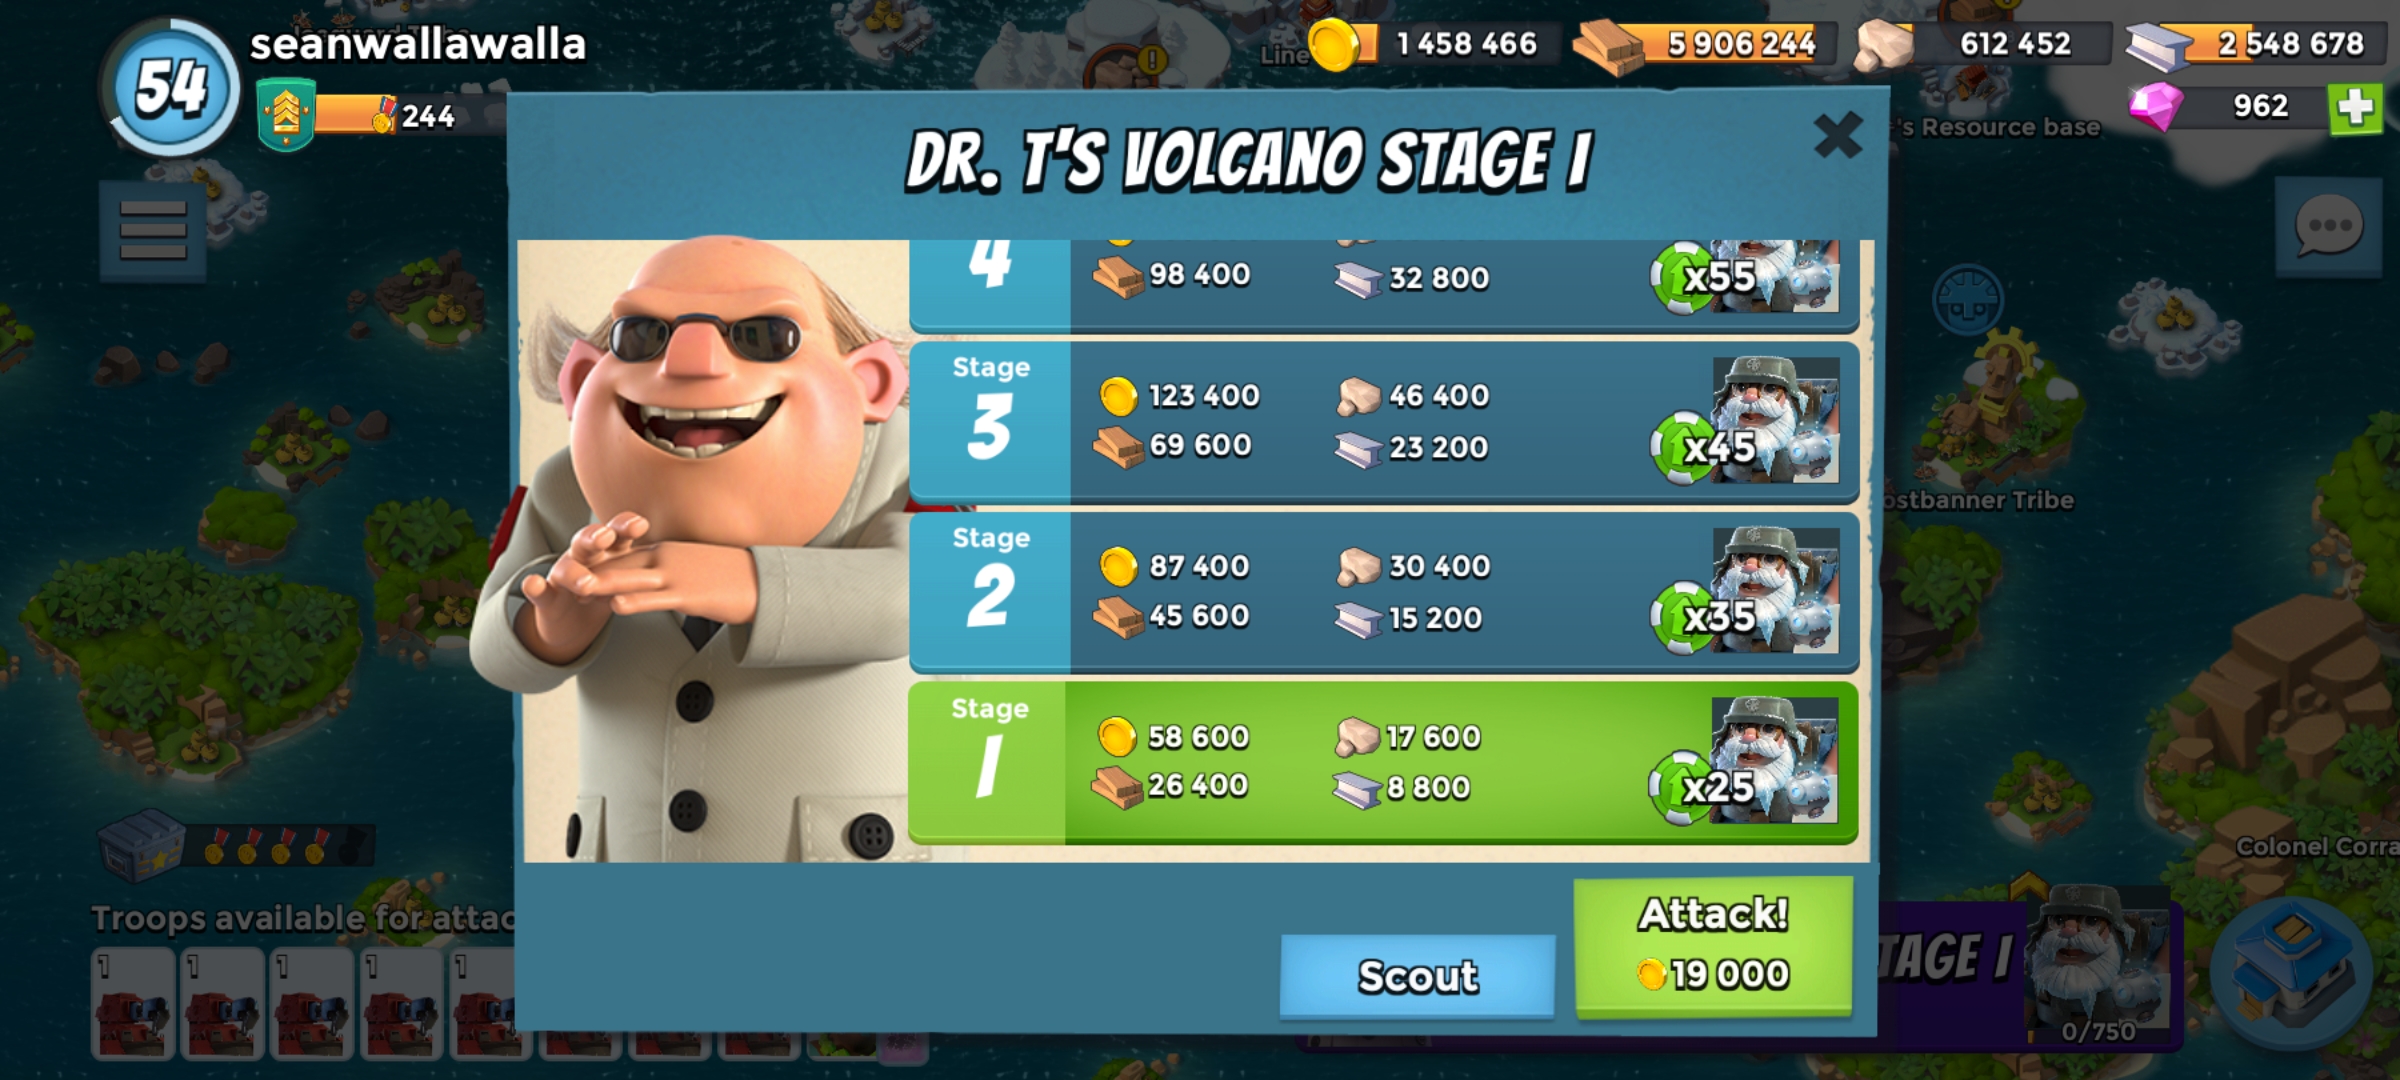 54
seanwallawalla
244
Line
1 458 466
5 906 244
612 452
2 548 678
962
's Resource base
DR. T'S VOLCANO STAGE 1
4
98 400
32 800
x55
Stage
3
123 400
46 400
69 600
23 200
x45
Stage
2
87 400
30 400
45 600
15 200
x35
Stage
1
58 600
17 600
26 400
8 800
x25
ostbanner Tribe
Colonel Corra
Troops available for attac
1
1
1
1
1
Scout
Attack!
19 000
TAGE 1
0/750